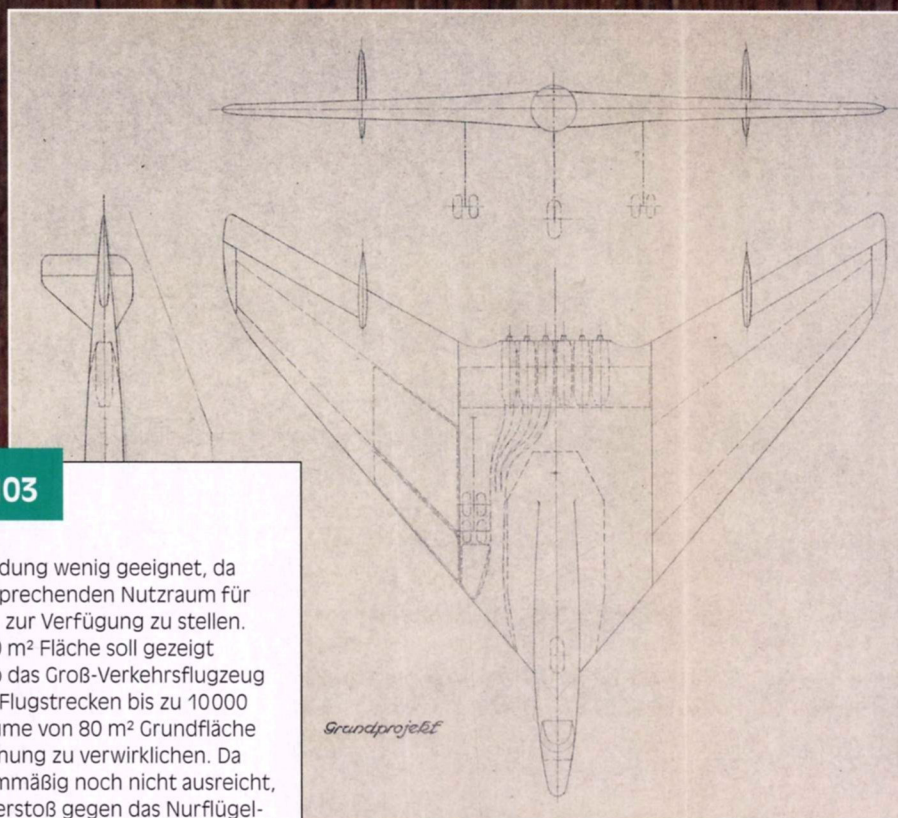 03
dung wenig geeignet, da
sprechenden Nutzraum für
zur Verfügung zu stellen.
m² Fläche soll gezeigt
das Groß-Verkehrsflugzeug
Flugstrecken bis zu 10000
ume von 80 m² Grundfläche
nung zu verwirklichen. Da
mmäßig noch nicht ausreicht,
erstoß gegen das Nurflügel-
Grundprojekt